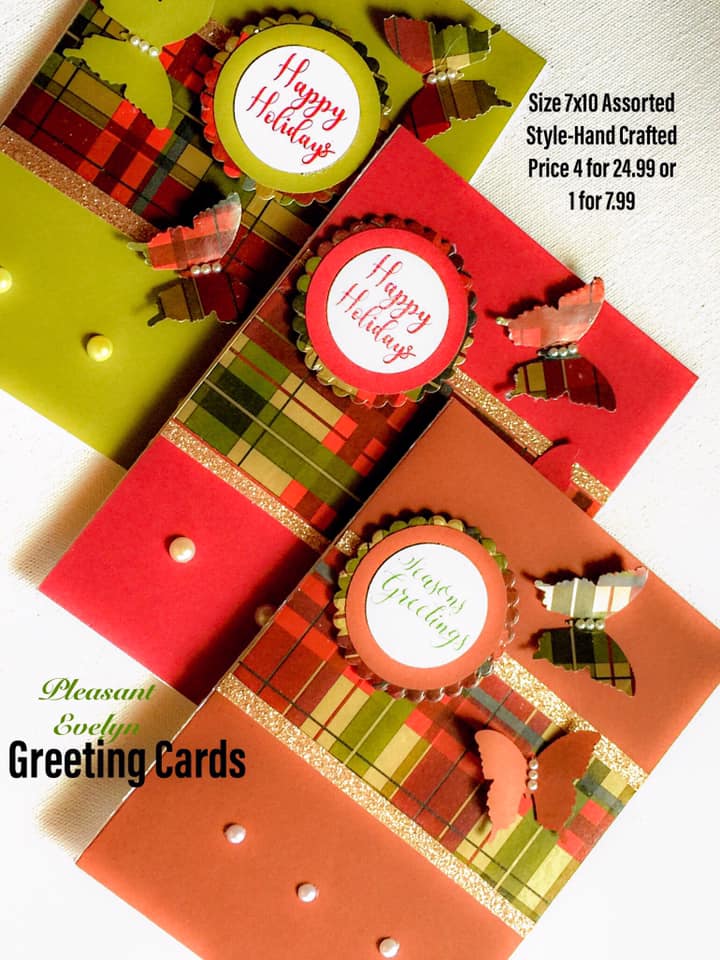 Happy
Holidays
Size 7x10 Assorted
Style-Hand Crafted
Price 4 for 24.99 or
1 for 7.99
Happy
Holidays
Seasons
Greetings
Pleasant
Evelyn
Greeting Cards